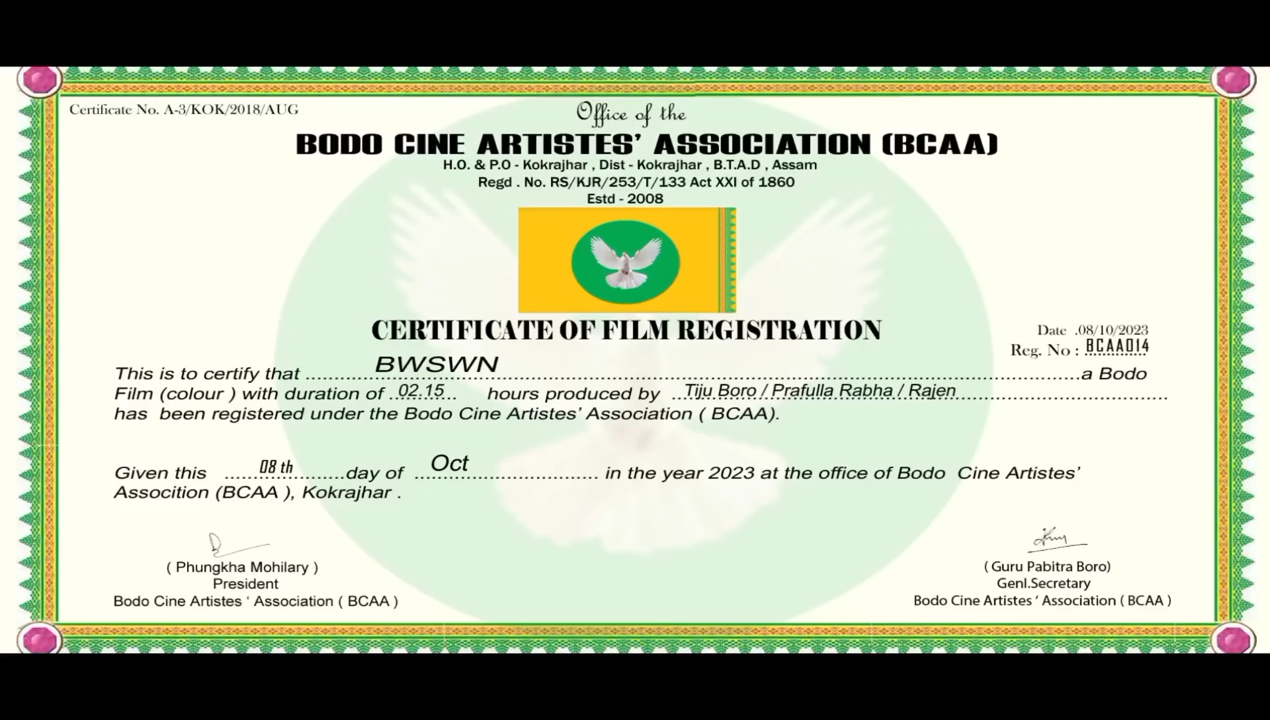 Certificate No. A-3/KOK/2018/AUG
Office of the
BODO CINE ARTISTES' ASSOCIATION (BCAA)
H.O. & P.O - Kokrajhar , Dist - Kokrajhar , B.T.A.D , Assam
Regd . No. RS/KJR/253/T/133 Act XXI of 1860
Estd - 2008
CERTIFICATE OF FILM REGISTRATION
Date .08/10/2023
Reg. No : BCAA014
This is to certify that BWSWN a Bodo
Film (colour ) with duration of 02.15 hours produced by Tiju Boro / Prafulla Rabha / Rajen
has been registered under the Bodo Cine Artistes' Association ( BCAA).
Given this 08 th day of Oct in the year 2023 at the office of Bodo Cine Artistes'
Assocition (BCAA ), Kokrajhar .
( Phungkha Mohilary )
President
Bodo Cine Artistes ' Association ( BCAA )
( Guru Pabitra Boro)
Genl.Secretary
Bodo Cine Artistes ' Association ( BCAA )